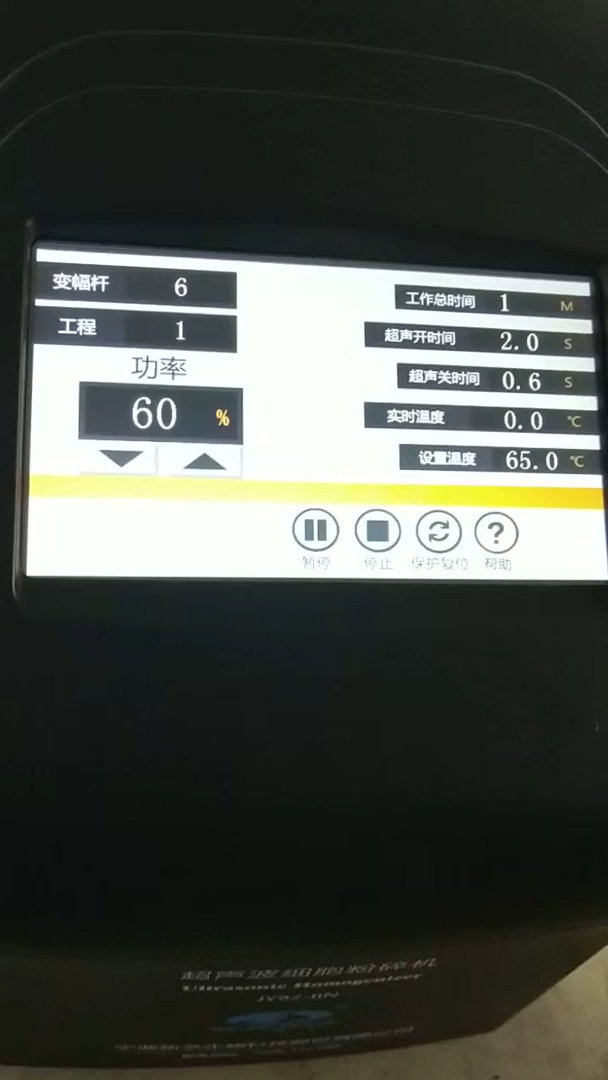 变幅杆 6
工程 1
功率
60 %
工作总时间 1 M
超声开时间 2.0 S
超声关时间 0.6 S
实时温度 0.0 ℃
设置温度 65.0 ℃
暂停 停止 保护复位 帮助
超声波细胞粉碎机
Ultrasonic Homogenizer
JY92-IIN